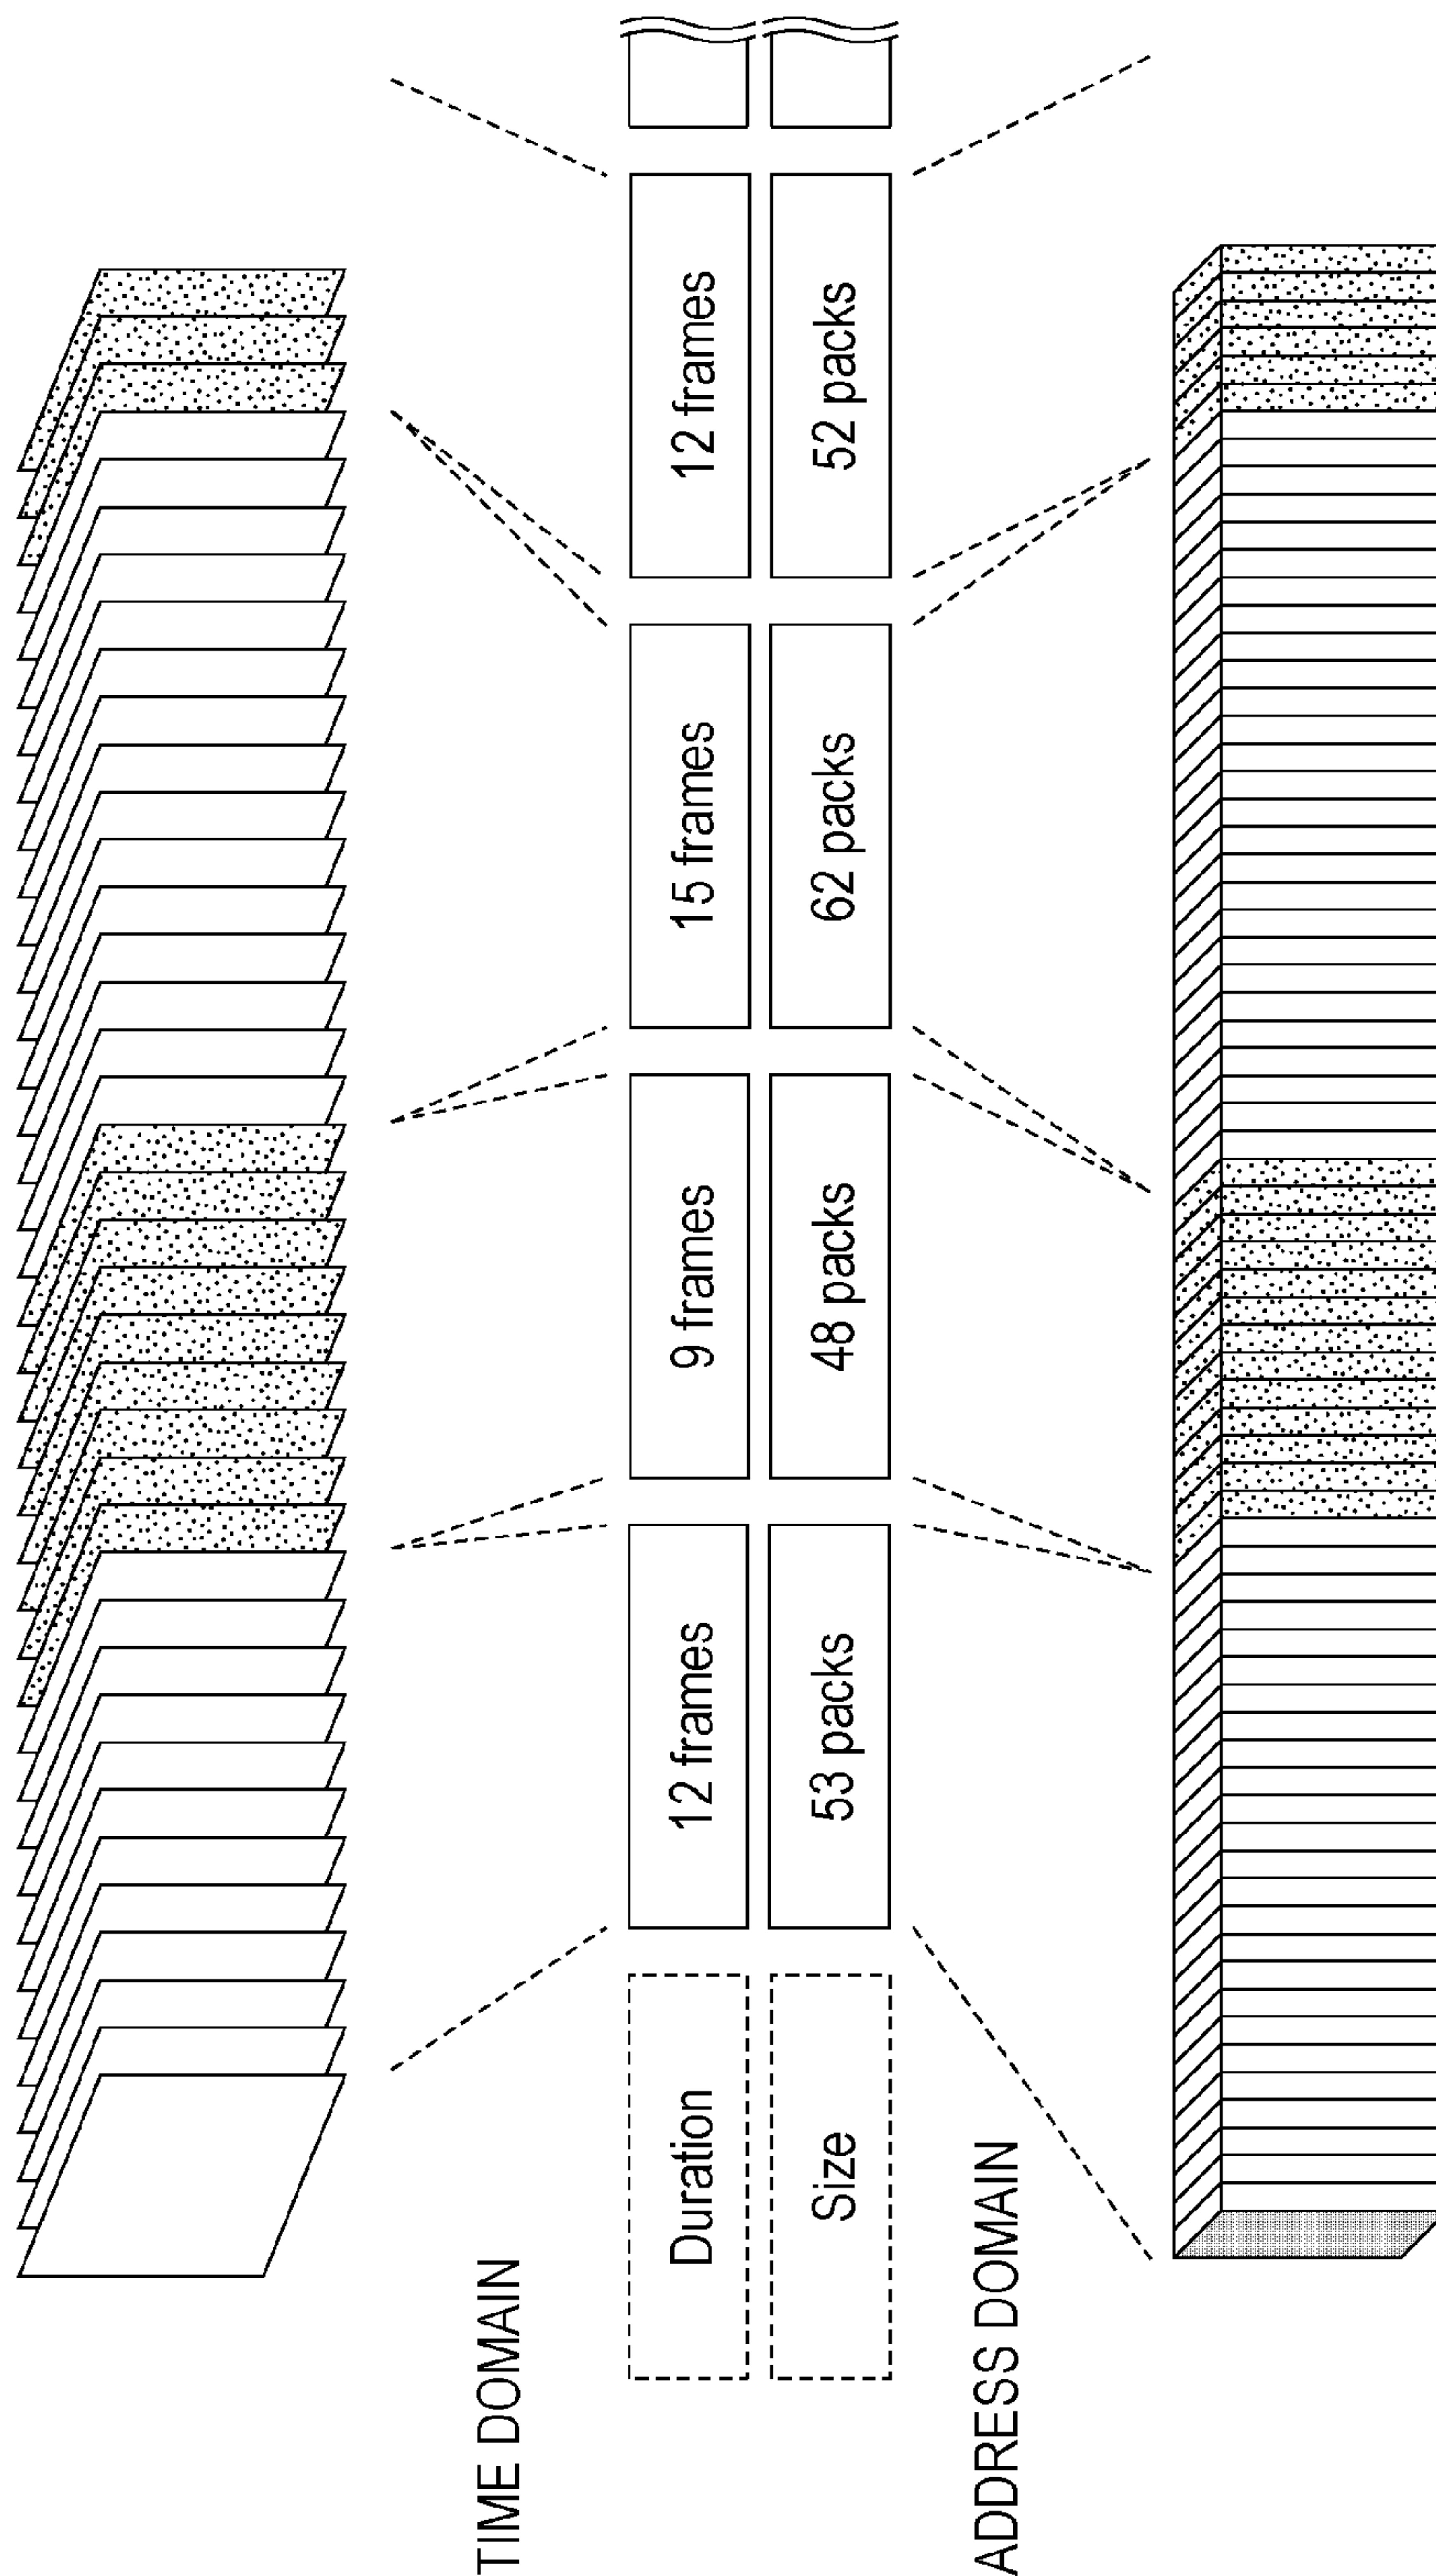 TIME DOMAIN
Duration
12 frames
9 frames
15 frames
12 frames
Size
53 packs
48 packs
62 packs
52 packs
ADDRESS DOMAIN